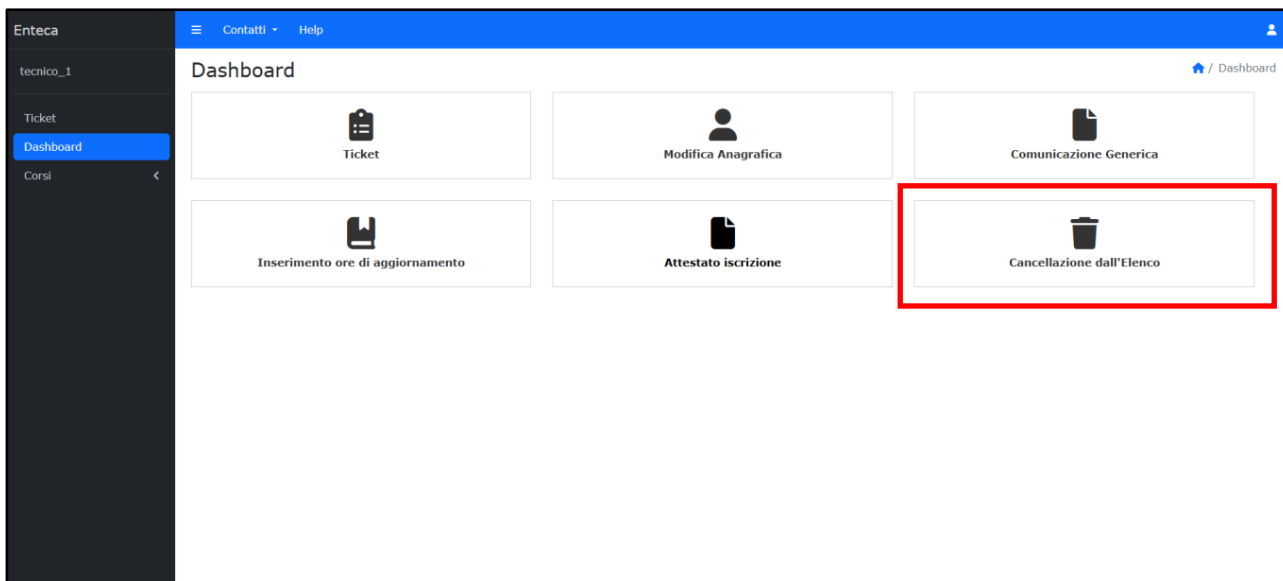 Enteca
Contatti Help
tecnico_1
Dashboard
/ Dashboard
Ticket
Dashboard
Corsi
Ticket
Modifica Anagrafica
Comunicazione Generica
Inserimento ore di aggiornamento
Attestato iscrizione
Cancellazione dall'Elenco